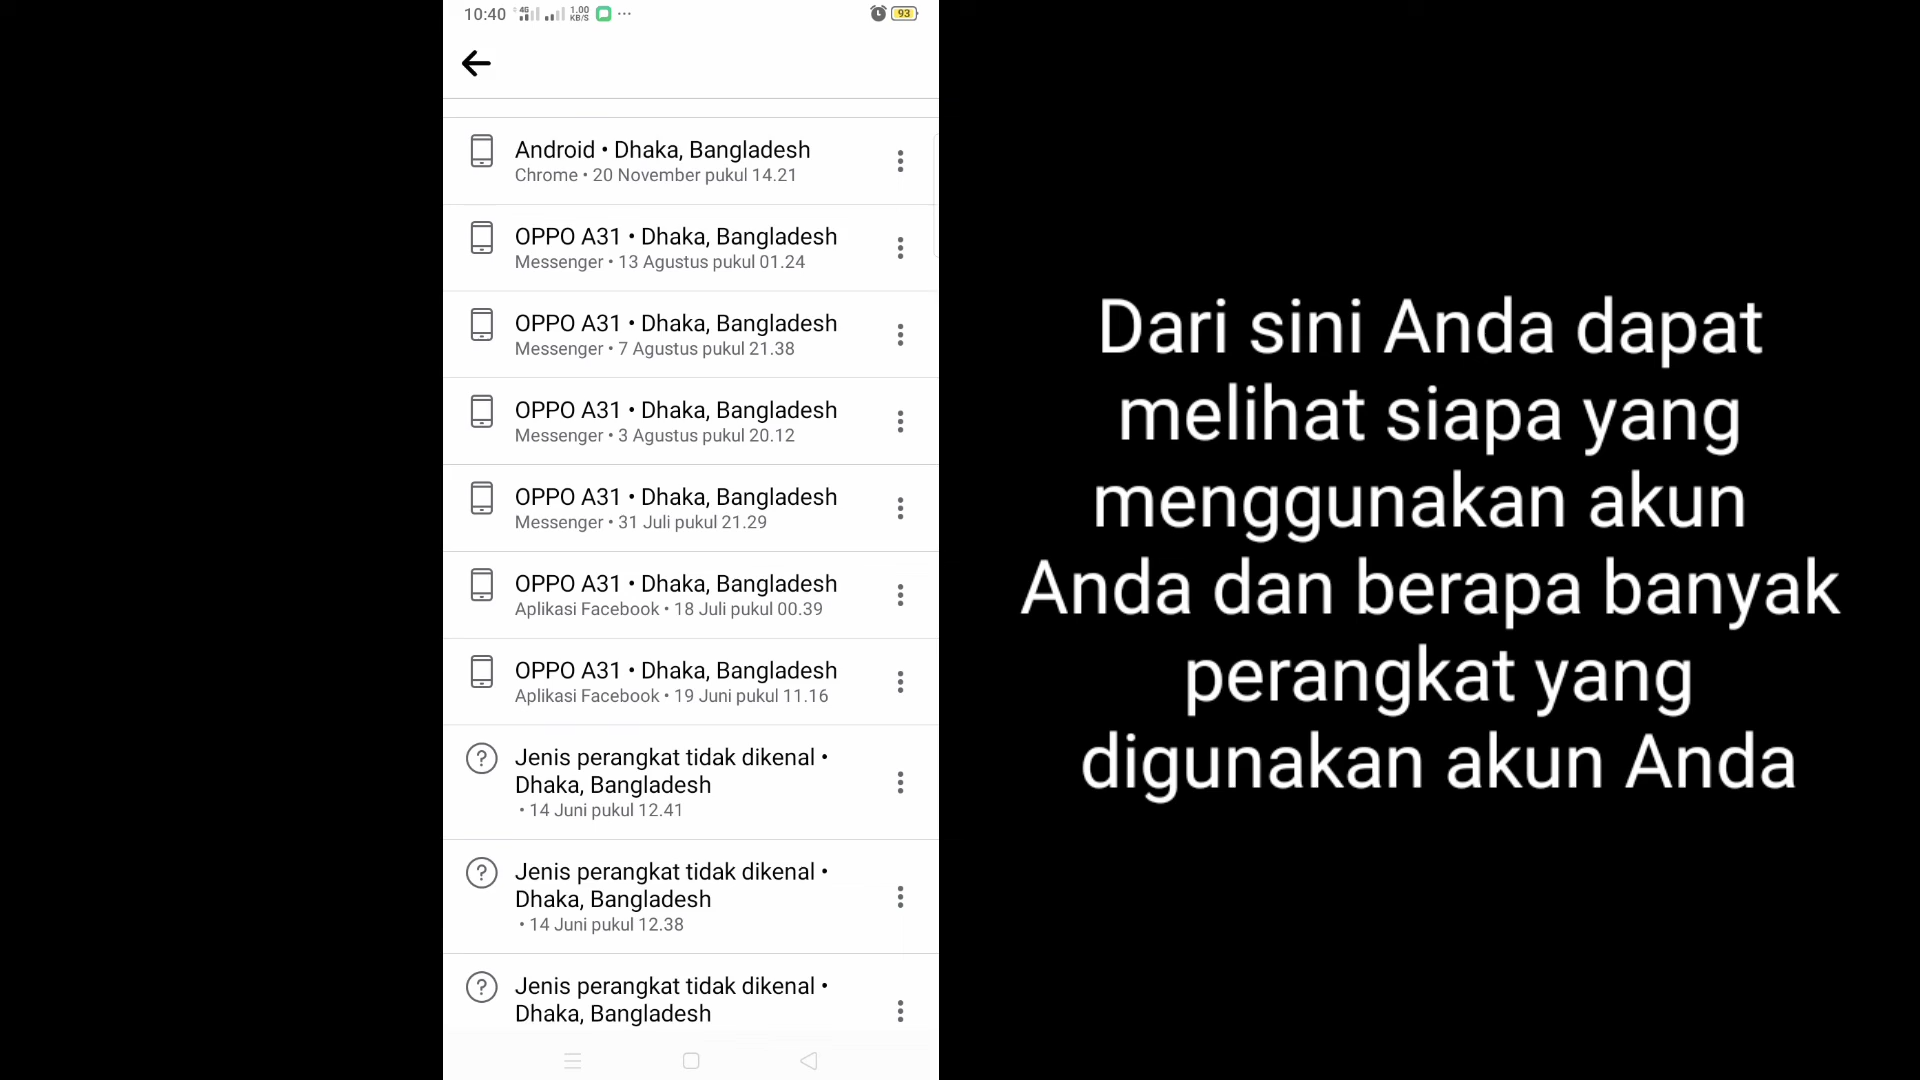 10:40 4G 1.00 KB/S ··· 93
Android • Dhaka, Bangladesh
Chrome • 20 November pukul 14.21
OPPO A31 • Dhaka, Bangladesh
Messenger • 13 Agustus pukul 01.24
OPPO A31 • Dhaka, Bangladesh
Messenger • 7 Agustus pukul 21.38
OPPO A31 • Dhaka, Bangladesh
Messenger • 3 Agustus pukul 20.12
OPPO A31 • Dhaka, Bangladesh
Messenger • 31 Juli pukul 21.29
OPPO A31 • Dhaka, Bangladesh
Aplikasi Facebook • 18 Juli pukul 00.39
OPPO A31 • Dhaka, Bangladesh
Aplikasi Facebook • 19 Juni pukul 11.16
Jenis perangkat tidak dikenal •
Dhaka, Bangladesh
• 14 Juni pukul 12.41
Jenis perangkat tidak dikenal •
Dhaka, Bangladesh
• 14 Juni pukul 12.38
Jenis perangkat tidak dikenal •
Dhaka, Bangladesh
Dari sini Anda dapat
melihat siapa yang
menggunakan akun
Anda dan berapa banyak
perangkat yang
digunakan akun Anda